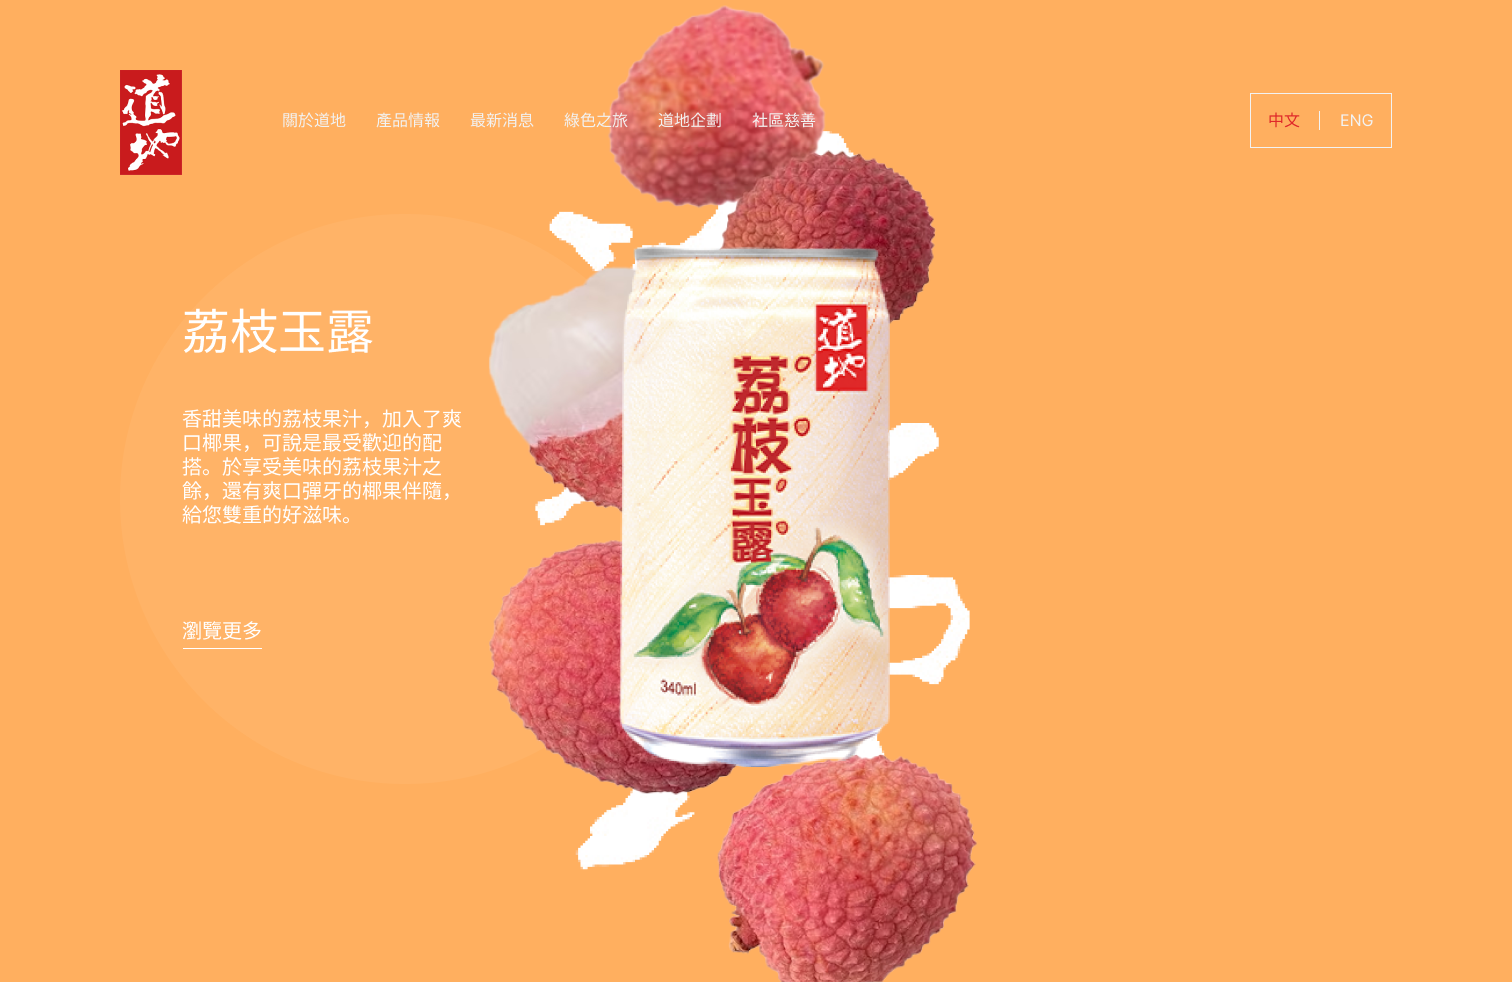 道地
關於道地
產品情報
最新消息
綠色之旅
道地企劃
社區慈善
中文
ENG
荔枝玉露
香甜美味的荔枝果汁，加入了爽
口椰果，可說是最受歡迎的配
搭。於享受美味的荔枝果汁之
餘，還有爽口彈牙的椰果伴隨，
給您雙重的好滋味。
瀏覽更多
道地
荔枝玉露
340ml